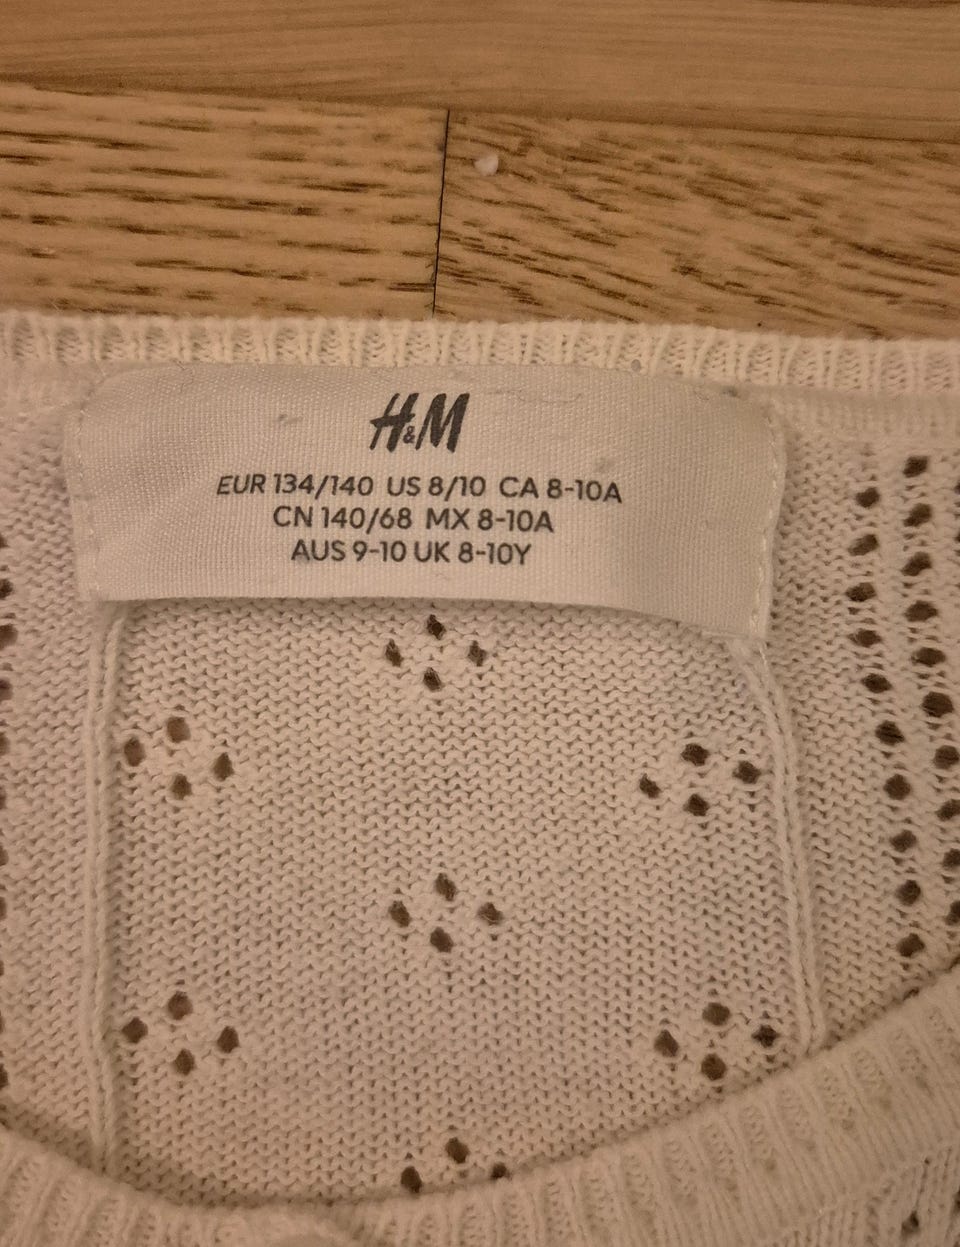 H&M
EUR 134/140 US 8/10 CA 8-10A
CN 140/68 MX 8-10A
AUS 9-10 UK 8-10Y